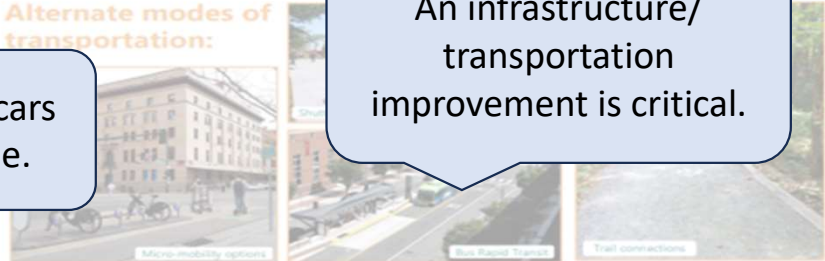 Alternate modes of
transportation:
An infrastructure/
transportation
improvement is critical.
cars
e.
Shut
Micro-mobility options
Bus Rapid Transit
Trail connections